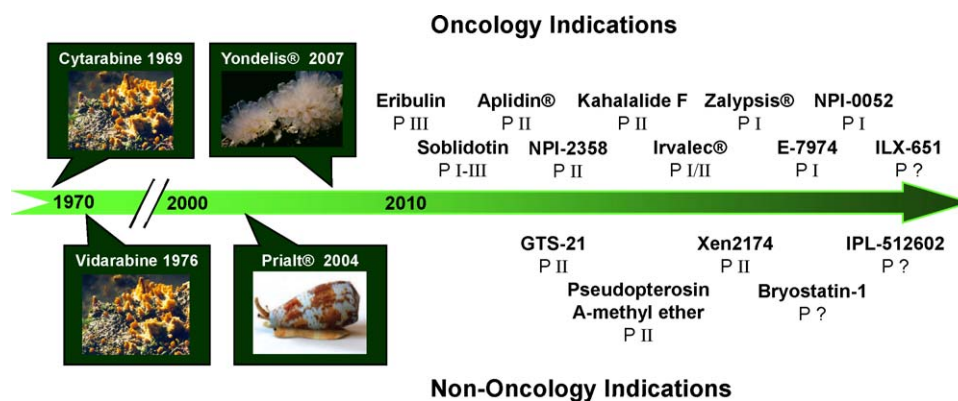 Oncology Indications
Cytarabine 1969
Yondelis® 2007
Eribulin
P III
Aplidin®
P II
Kahalalide F
P II
Zalypsis®
P I
NPI-0052
P I
Soblidotin
P I-III
NPI-2358
P II
Irvalec®
P I/II
E-7974
P I
ILX-651
P ?
1970
2000
2010
Vidarabine 1976
Prialt® 2004
GTS-21
P II
Xen2174
P II
IPL-512602
P ?
Pseudopterosin
A-methyl ether
P II
Bryostatin-1
P ?
Non-Oncology Indications